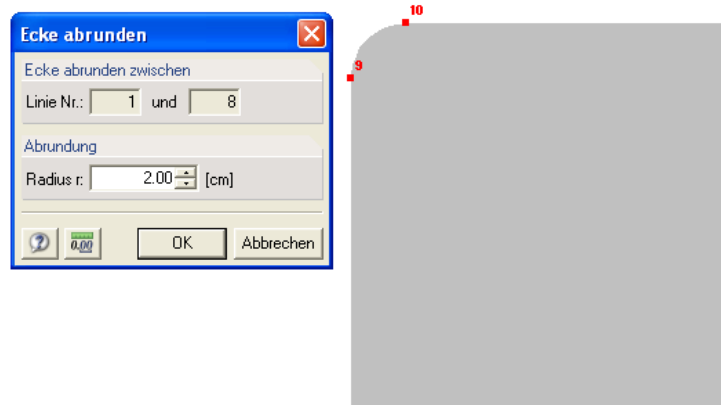 Ecke abrunden
Ecke abrunden zwischen
Linie Nr.: 1 und 8
Abrundung
Radius r: 2.00 [cm]
0.00 OK Abbrechen
10
9